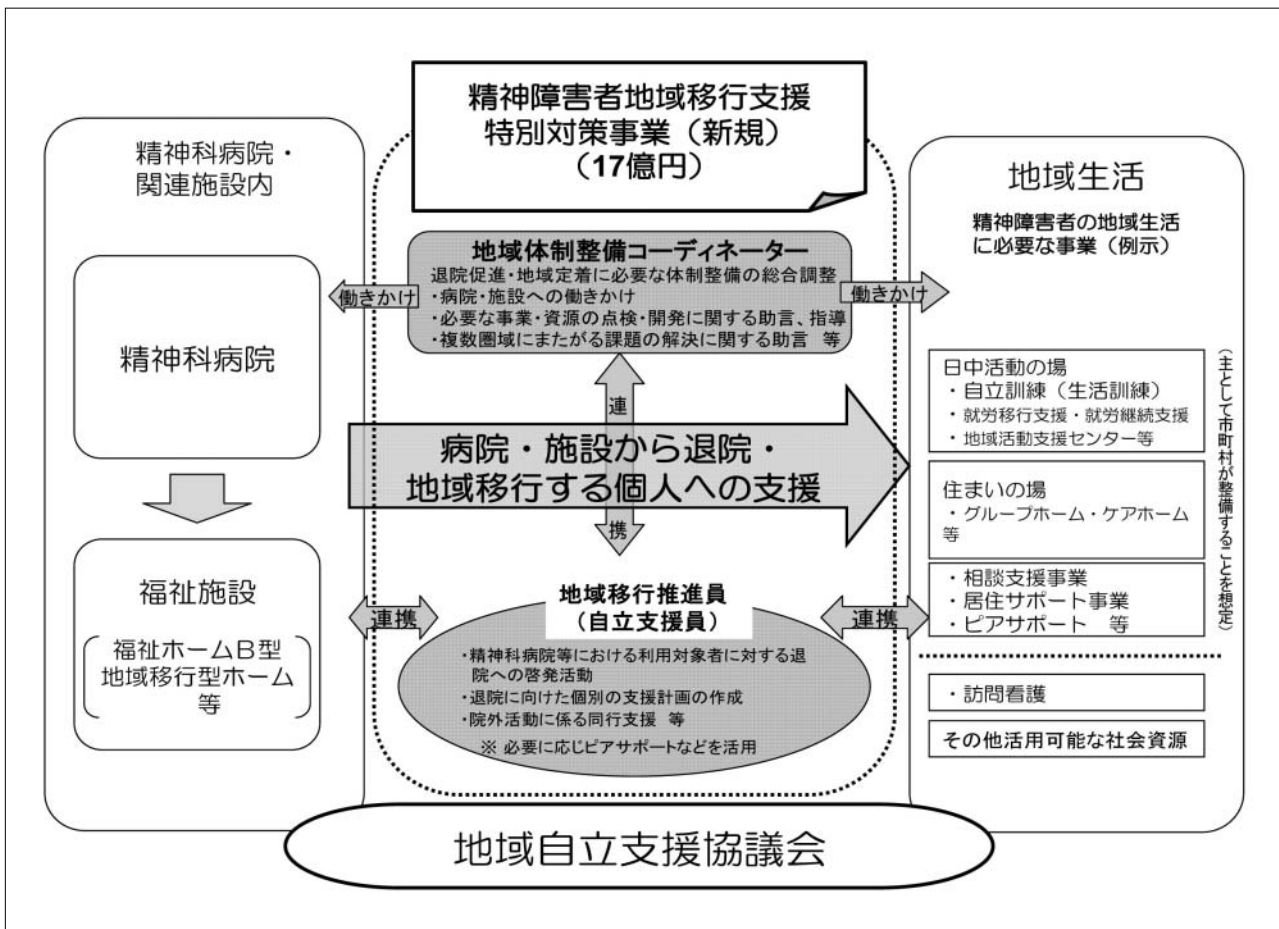 精神障害者地域移行支援
特別対策事業（新規）
（17億円）
精神科病院・
関連施設内
精神科病院
福祉施設
福祉ホームＢ型
地域移行型ホーム
等
地域体制整備コーディネーター
退院促進・地域定着に必要な体制整備の総合調整
・病院・施設への働きかけ
・必要な事業・資源の点検・開発に関する助言、指導
・複数圏域にまたがる課題の解決に関する助言　等
働きかけ
働きかけ
連
病院・施設から退院・
地域移行する個人への支援
携
地域移行推進員
（自立支援員）
連携
連携
・精神科病院等における利用対象者に対する退
院への啓発活動
・退院に向けた個別の支援計画の作成
・院外活動に係る同行支援　等
※ 必要に応じピアサポートなどを活用
地域生活
精神障害者の地域生活
に必要な事業（例示）
日中活動の場
・自立訓練（生活訓練）
・就労移行支援・就労継続支援
・地域活動支援センター等
住まいの場
・グループホーム・ケアホーム
等
・相談支援事業
・居住サポート事業
・ピアサポート　等
（主として市町村が整備することを想定）
・訪問看護
その他活用可能な社会資源
地域自立支援協議会